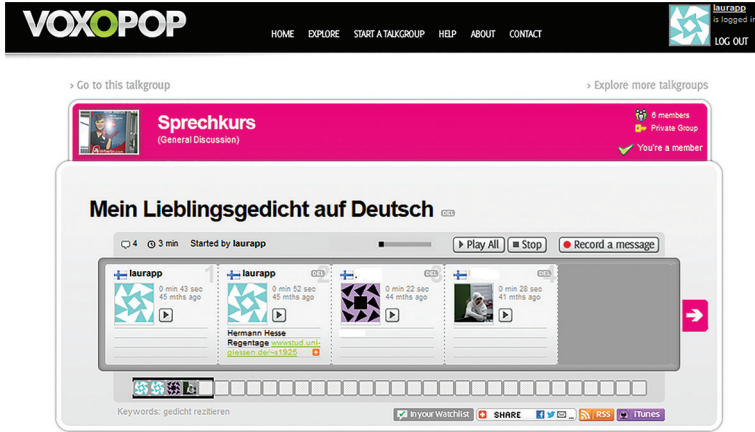 VOXOPOP
HOME EXPLORE START A TALKGROUP HELP ABOUT CONTACT
laurapp
is logged in
LOG OUT
› Go to this talkgroup
› Explore more talkgroups
Sprechkurs
(General Discussion)
6 members
Private Group
You're a member
Mein Lieblingsgedicht auf Deutsch DEL
4 3 min Started by laurapp
Play All Stop Record a message
laurapp 1
0 min 43 sec
45 mths ago
laurapp DEL 2
0 min 52 sec
45 mths ago
Hermann Hesse
Regentage wwwstud.uni-
giessen.de/~s1925
. DEL 3
0 min 22 sec
44 mths ago
DEL 4
0 min 28 sec
41 mths ago
Keywords: gedicht rezitieren
In your Watchlist SHARE ... RSS iTunes